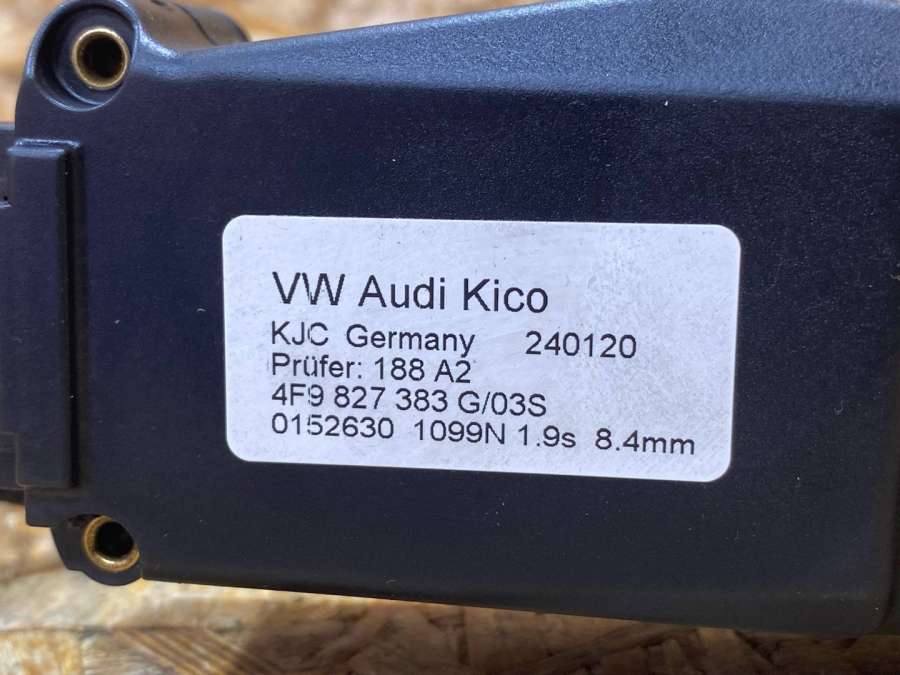 VW Audi Kico
KJC Germany 240120
Prüfer: 188 A2
4F9 827 383 G/03S
0152630 1099N 1.9s 8.4mm